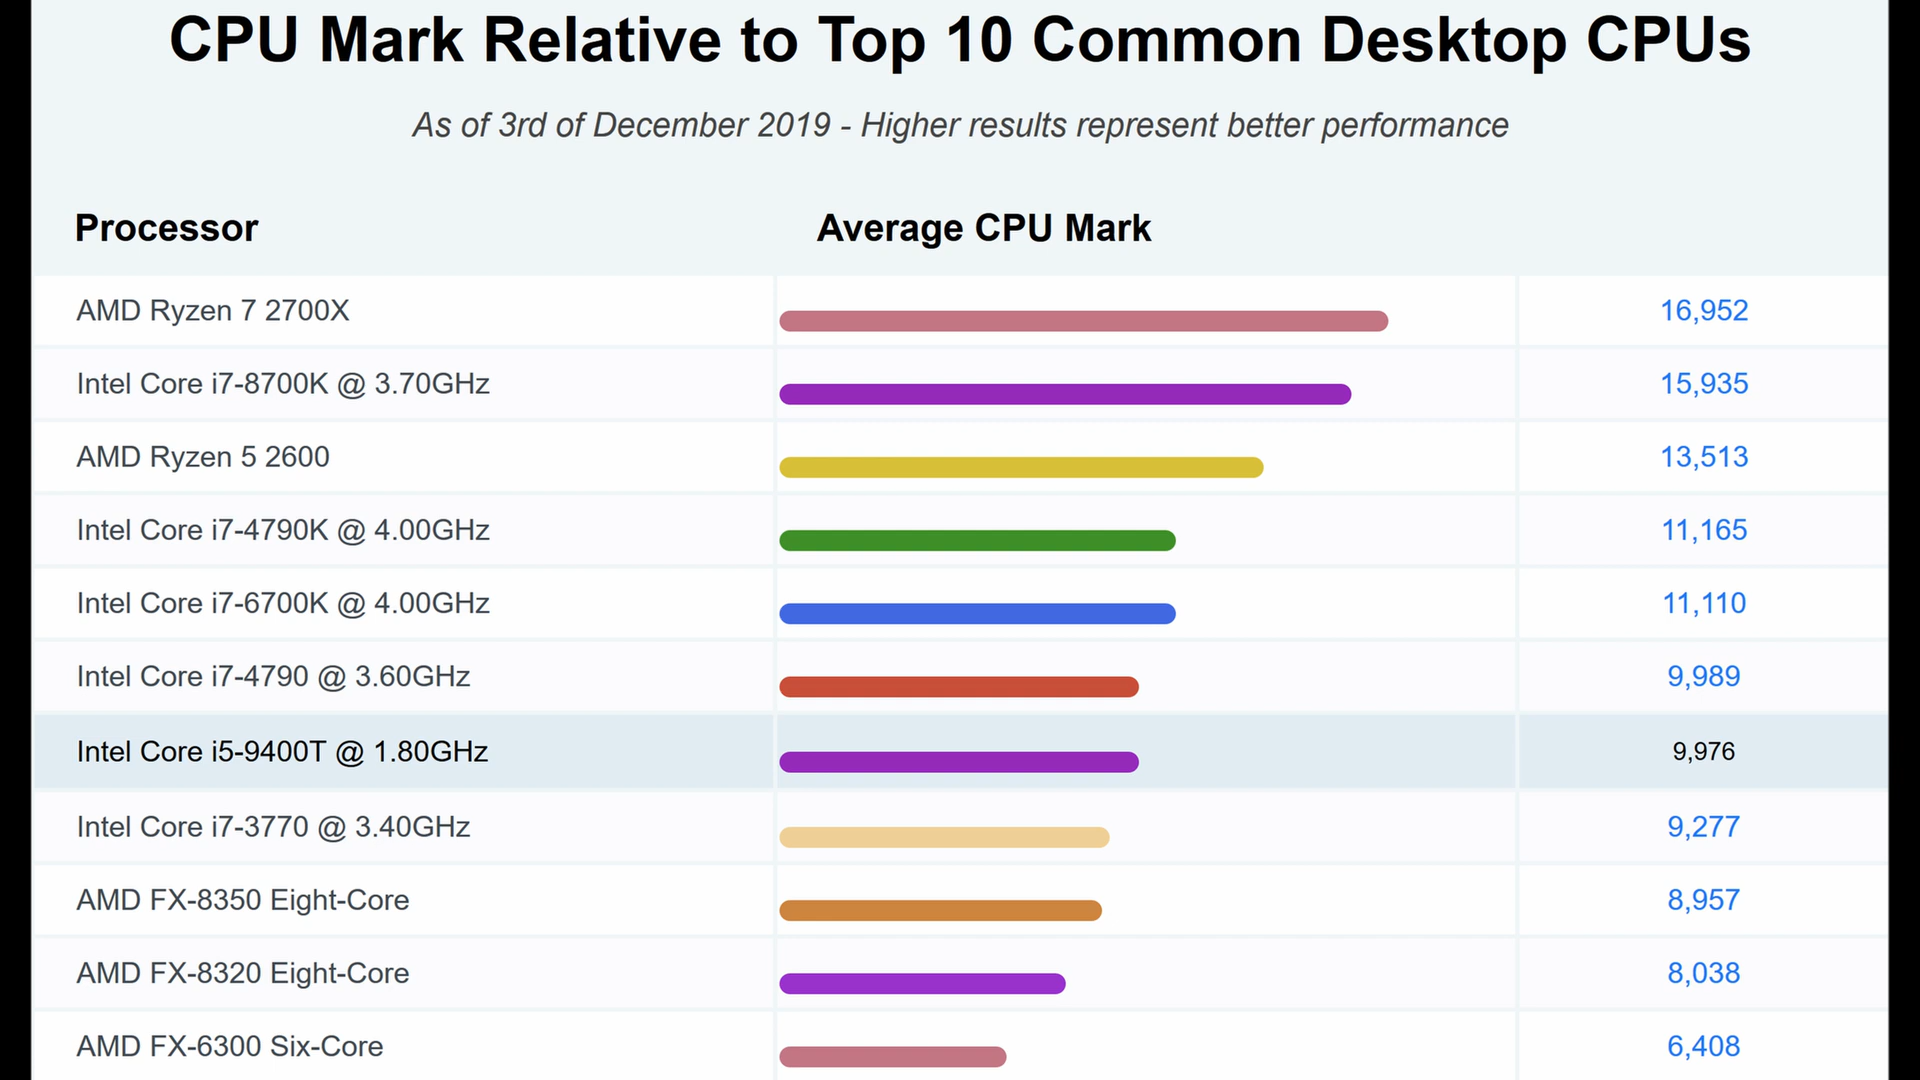 CPU Mark Relative to Top 10 Common Desktop CPUs
As of 3rd of December 2019 - Higher results represent better performance
Processor Average CPU Mark
AMD Ryzen 7 2700X 16,952
Intel Core i7-8700K @ 3.70GHz 15,935
AMD Ryzen 5 2600 13,513
Intel Core i7-4790K @ 4.00GHz 11,165
Intel Core i7-6700K @ 4.00GHz 11,110
Intel Core i7-4790 @ 3.60GHz 9,989
Intel Core i5-9400T @ 1.80GHz 9,976
Intel Core i7-3770 @ 3.40GHz 9,277
AMD FX-8350 Eight-Core 8,957
AMD FX-8320 Eight-Core 8,038
AMD FX-6300 Six-Core 6,408